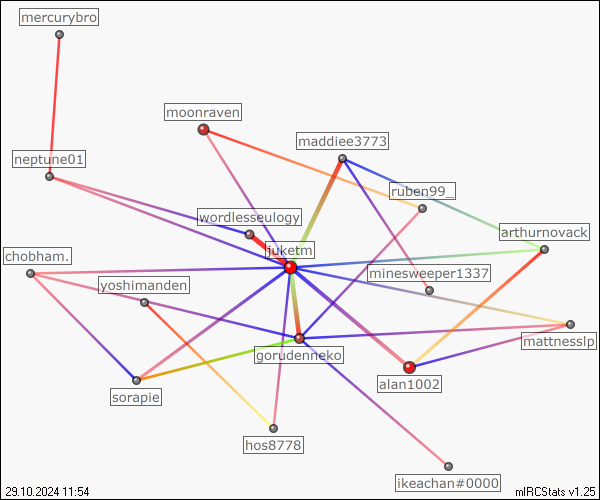 mercurybro
moonraven
maddiee3773
neptune01
ruben99_
wordlesseulogy
arthurnovack
juketm
chobham.
minesweeper1337
yoshimanden
mattnesslp
gorudenneko
alan1002
sorapie
hos8778
ikeachan#0000
29.10.2024 11:54
mIRCStats v1.25